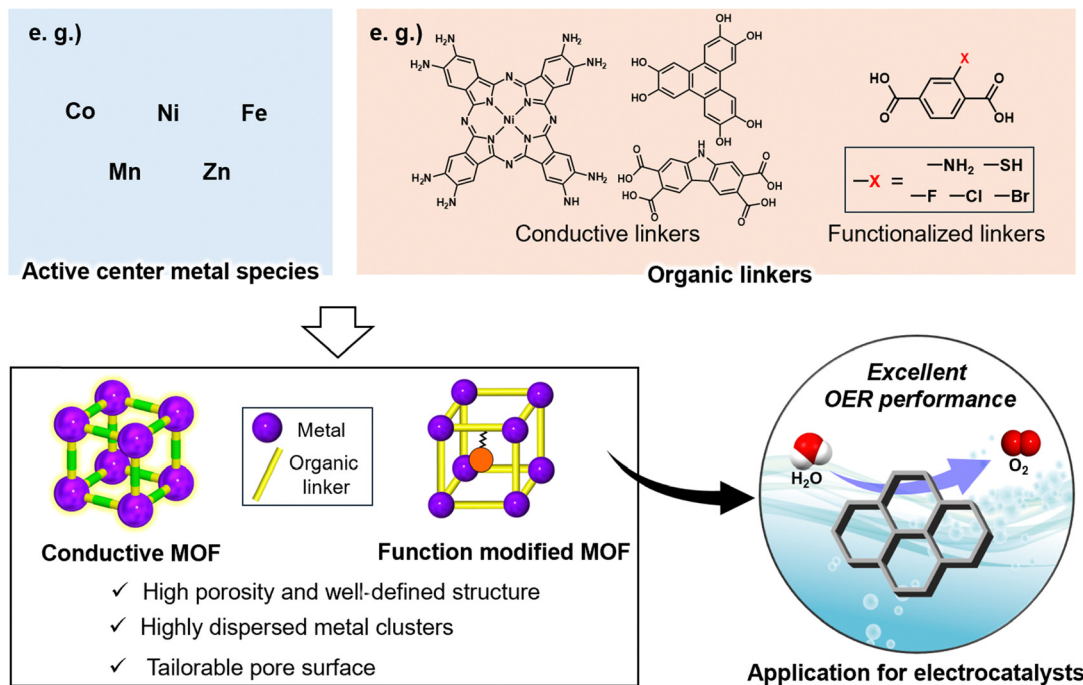 e. g.)
Co
Ni
Fe
Mn
Zn
Active center metal species
e. g.)
NH₂
NH₂
H₂N
H₂N
N
N
N
N
N
Ni
N
N
N
H₂N
H₂N
NH₂
NH
OH
OH
HO
HO
OH
OH
H
N
O
OH
HO
O
O
OH
HO
O
Conductive linkers
X
HO
O
O
OH
—X = —NH₂ —SH
—F —Cl —Br
Functionalized linkers
Organic linkers
Metal
Organic
linker
Conductive MOF
Function modified MOF
✓ High porosity and well-defined structure
✓ Highly dispersed metal clusters
✓ Tailorable pore surface
Excellent
OER performance
H₂O
O₂
Application for electrocatalysts